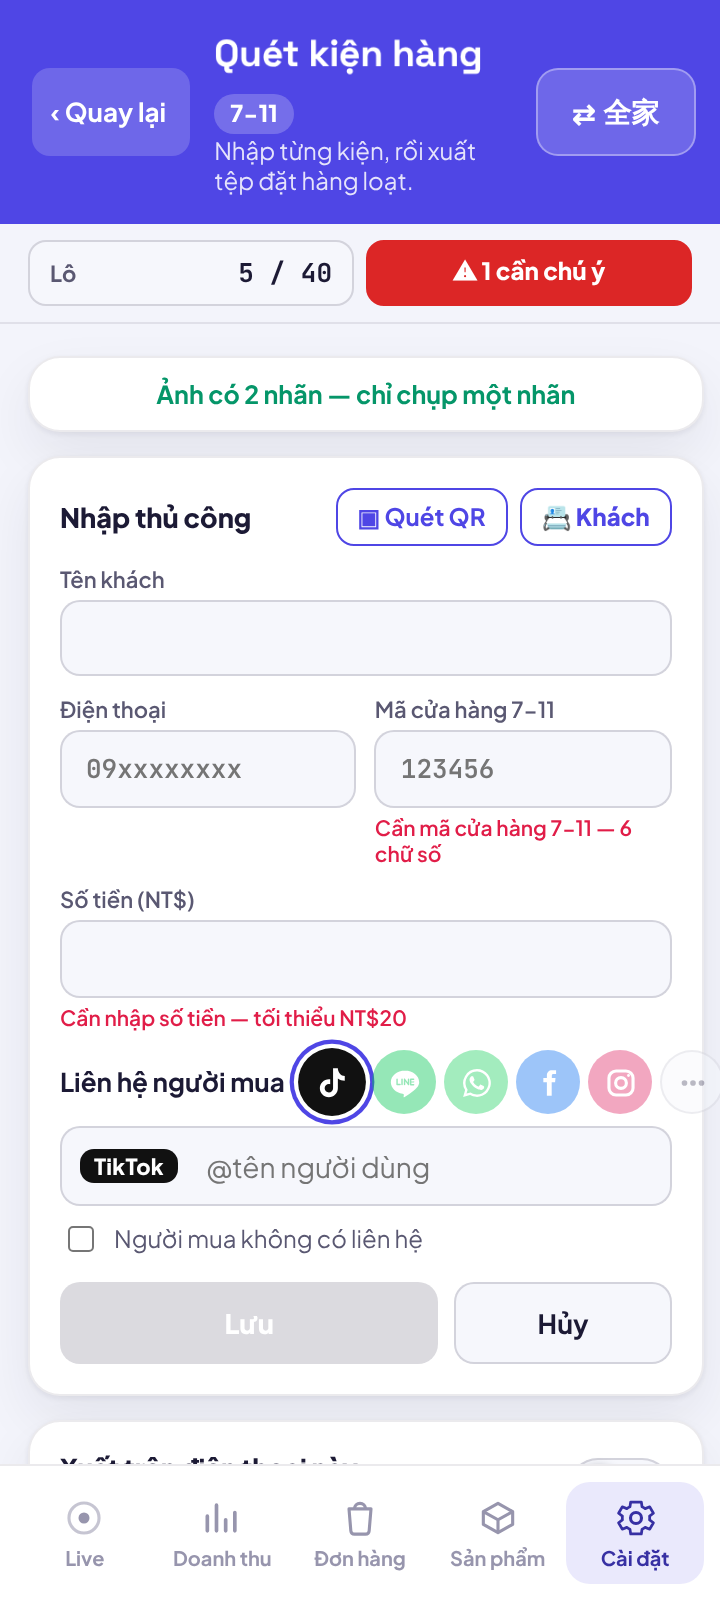 Quét kiện hàng
‹ Quay lại
7-11
⇄ 全家
Nhập từng kiện, rồi xuất
tệp đặt hàng loạt.
Lô 5 / 40
⚠ 1 cần chú ý
Ảnh có 2 nhãn — chỉ chụp một nhãn
Nhập thủ công
▣ Quét QR
📇 Khách
Tên khách
Điện thoại
Mã cửa hàng 7-11
09xxxxxxxx
123456
Cần mã cửa hàng 7-11 — 6
chữ số
Số tiền (NT$)
Cần nhập số tiền — tối thiểu NT$20
Liên hệ người mua
LINE
TikTok
@tên người dùng
Người mua không có liên hệ
Lưu
Hủy
Live
Doanh thu
Đơn hàng
Sản phẩm
Cài đặt